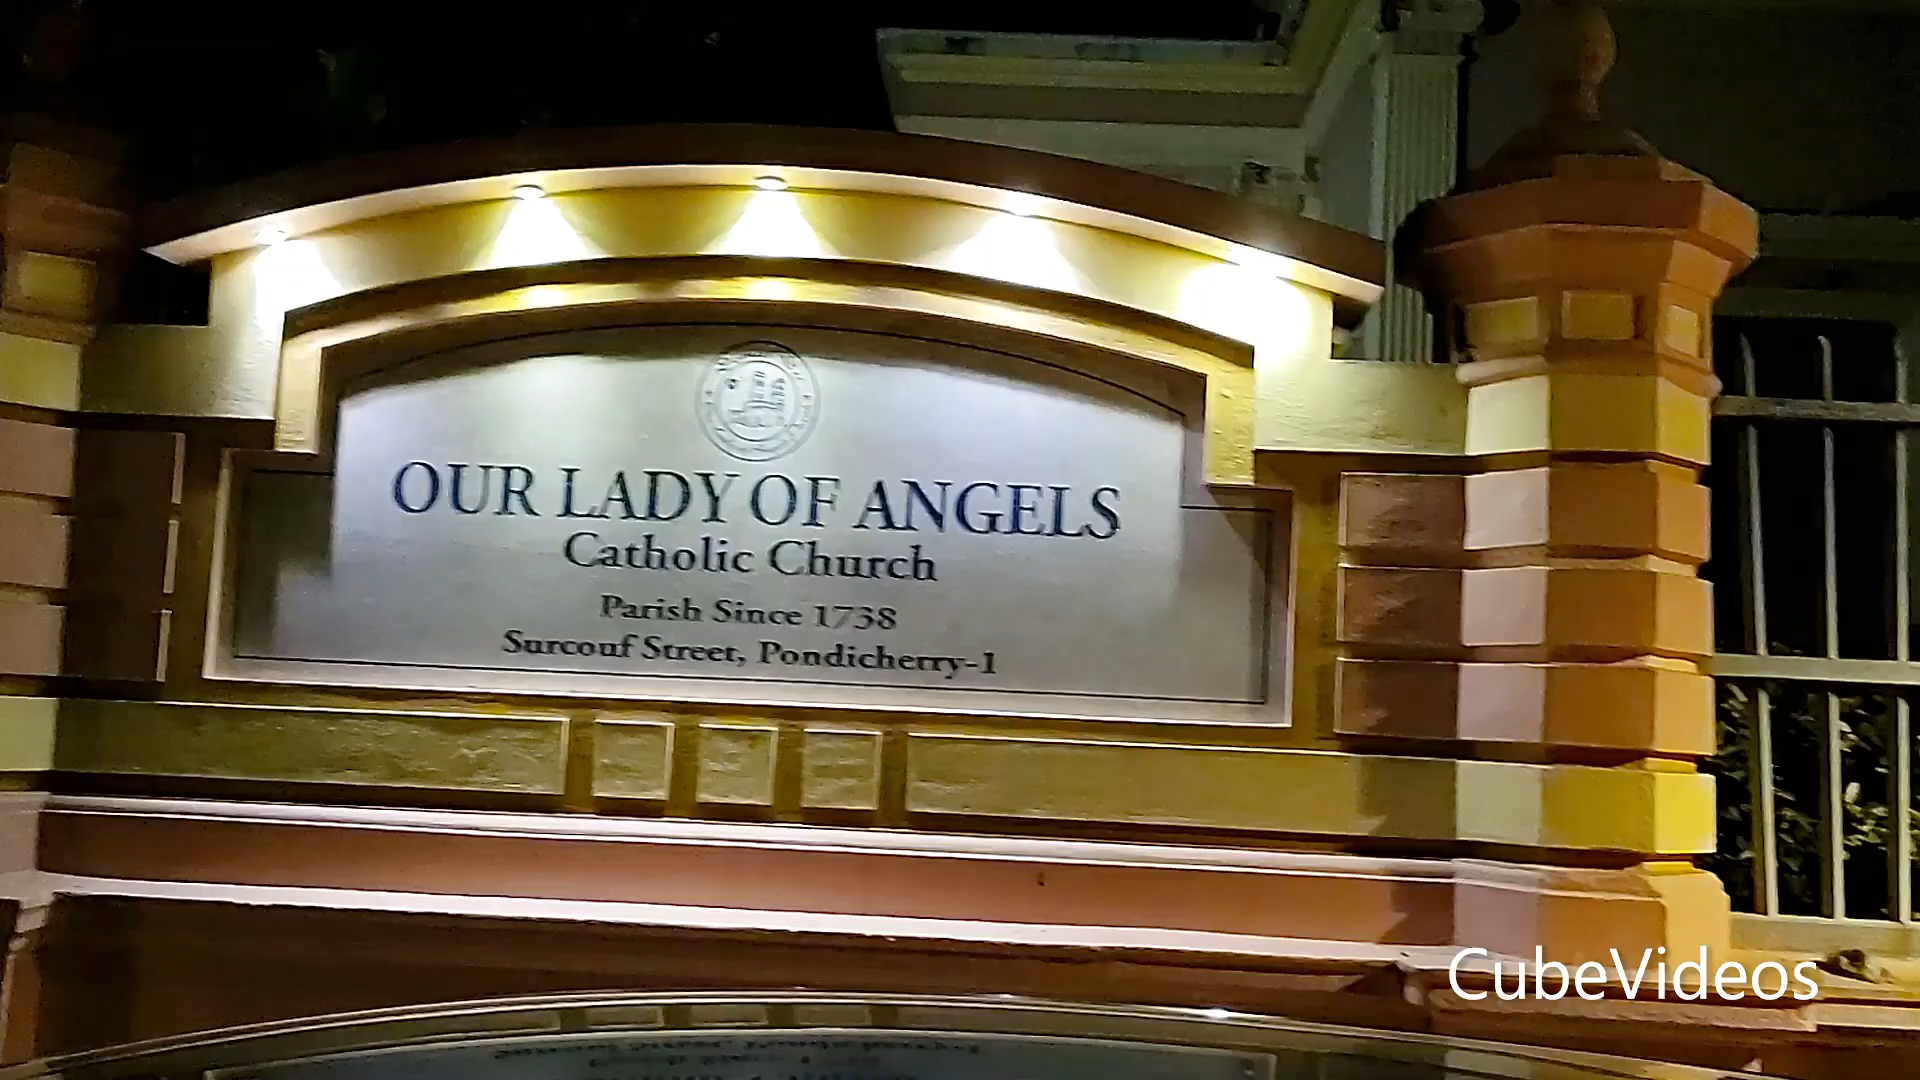 OUR LADY OF ANGELS
Catholic Church
Parish Since 1738
Surcouf Street, Pondicherry-1
CubeVideos